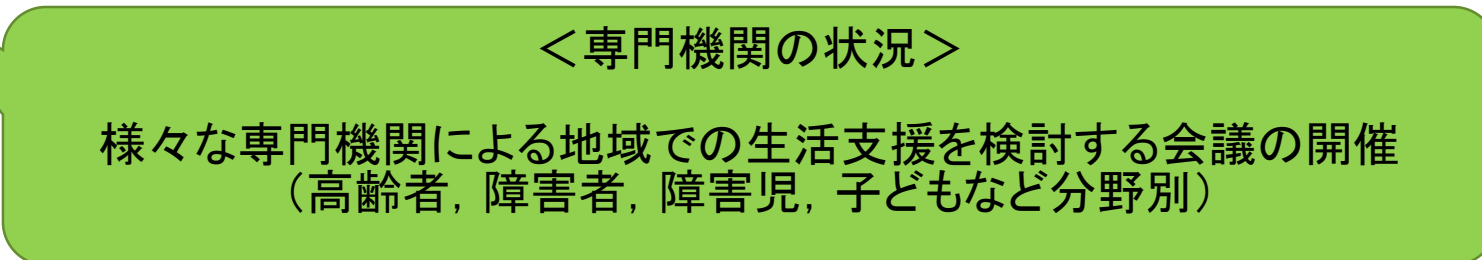 ＜専門機関の状況＞
様々な専門機関による地域での生活支援を検討する会議の開催
（高齢者，障害者，障害児，子どもなど分野別）